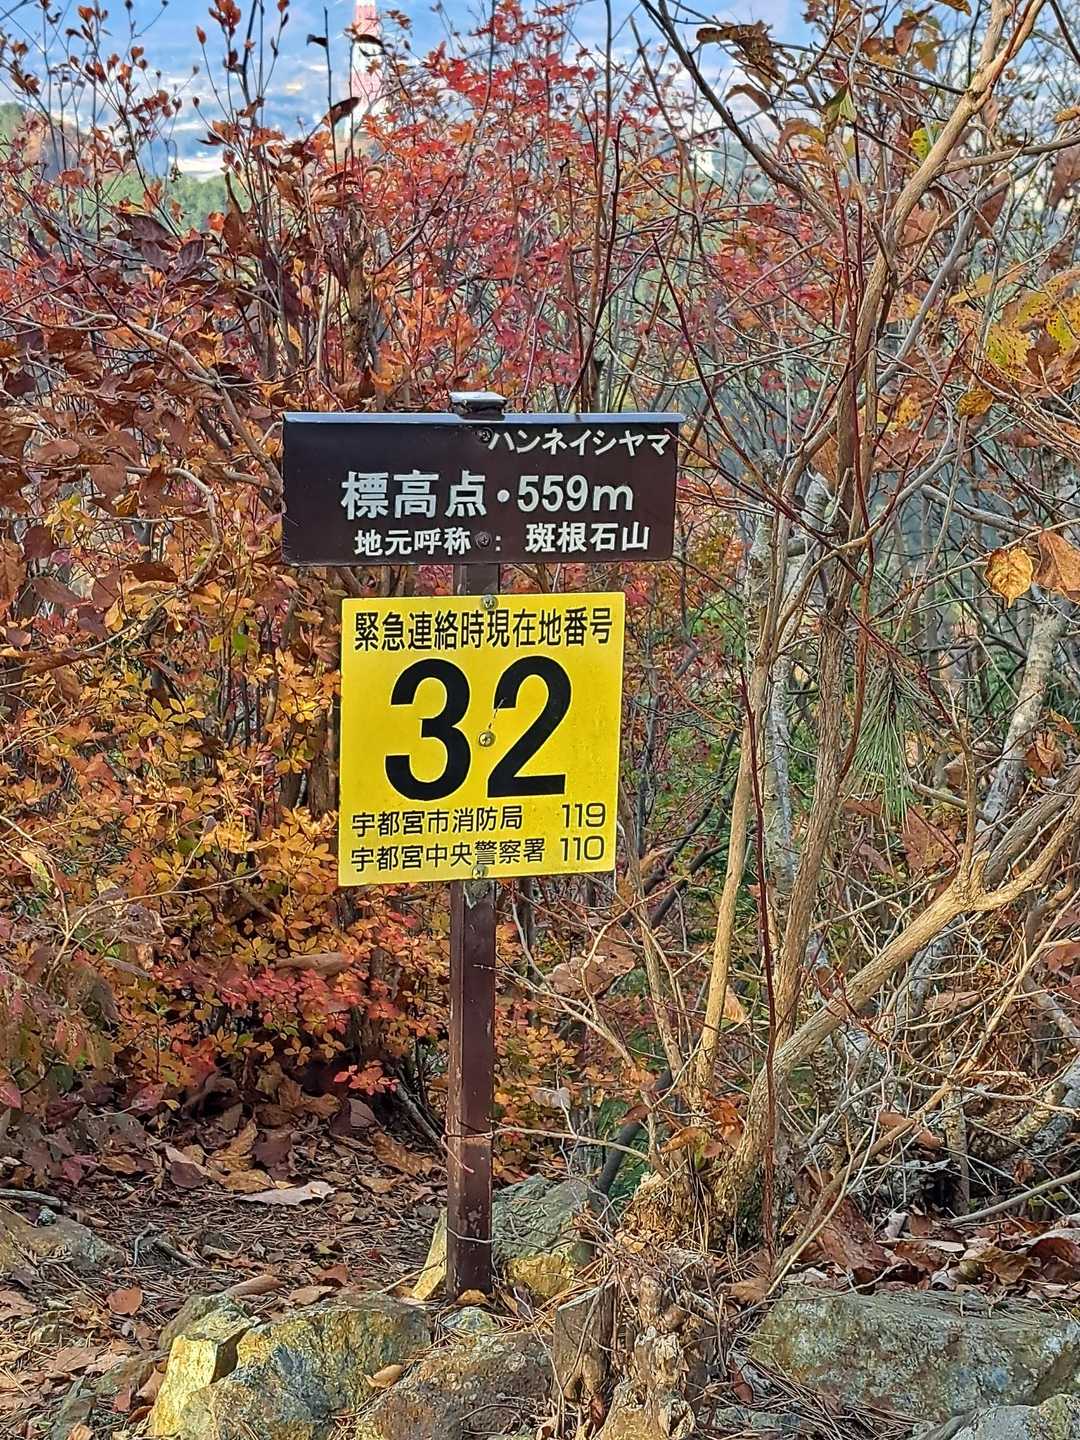 ハンネイシヤマ
標高点・559m
地元呼称 : 斑根石山
緊急連絡時現在地番号
32
宇都宮市消防局 119
宇都宮中央警察署 110